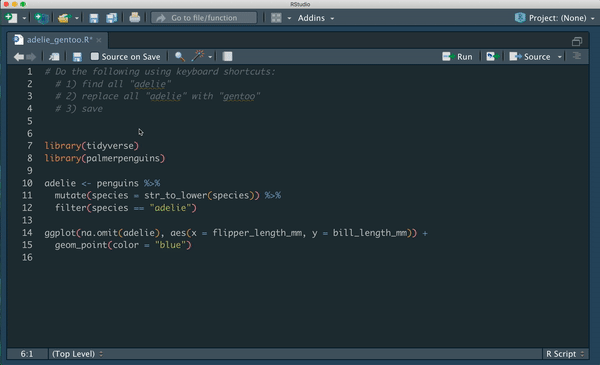 RStudio
Go to file/function
Addins
Project: (None)
adelie_gentoo.R*
Source on Save
Run
Source
1 # Do the following using keyboard shortcuts:
2 # 1) find all "adelie"
3 # 2) replace all "adelie" with "gentoo"
4 # 3) save
5
6
7 library(tidyverse)
8 library(palmerpenguins)
9
10 adelie <- penguins %>%
11 mutate(species = str_to_lower(species)) %>%
12 filter(species == "adelie")
13
14 ggplot(na.omit(adelie), aes(x = flipper_length_mm, y = bill_length_mm)) +
15 geom_point(color = "blue")
16
6:1 (Top Level) R Script